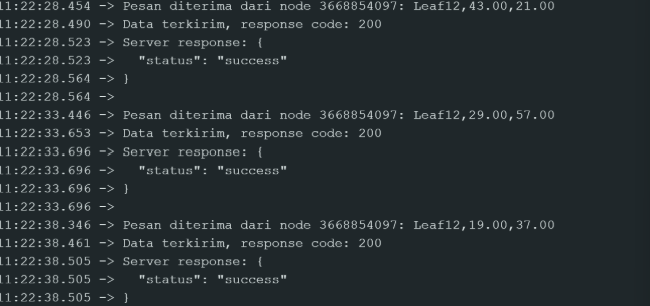 11:22:28.454 -> Pesan diterima dari node 3668854097: Leaf12,43.00,21.00
11:22:28.490 -> Data terkirim, response code: 200
11:22:28.523 -> Server response: {
11:22:28.523 ->   "status": "success"
11:22:28.564 -> }
11:22:28.564 ->
11:22:33.446 -> Pesan diterima dari node 3668854097: Leaf12,29.00,57.00
11:22:33.653 -> Data terkirim, response code: 200
11:22:33.696 -> Server response: {
11:22:33.696 ->   "status": "success"
11:22:33.696 -> }
11:22:33.696 ->
11:22:38.346 -> Pesan diterima dari node 3668854097: Leaf12,19.00,37.00
11:22:38.461 -> Data terkirim, response code: 200
11:22:38.505 -> Server response: {
11:22:38.505 ->   "status": "success"
11:22:38.505 -> }